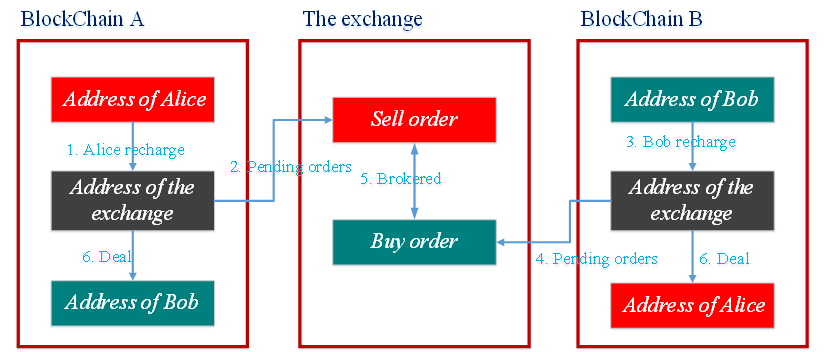 BlockChain A
The exchange
BlockChain B
Address of Alice
1. Alice recharge
Address of the
exchange
6. Deal
Address of Bob
2. Pending orders
Sell order
5. Brokered
Buy order
Address of Bob
3. Bob recharge
Address of the
exchange
4. Pending orders
6. Deal
Address of Alice